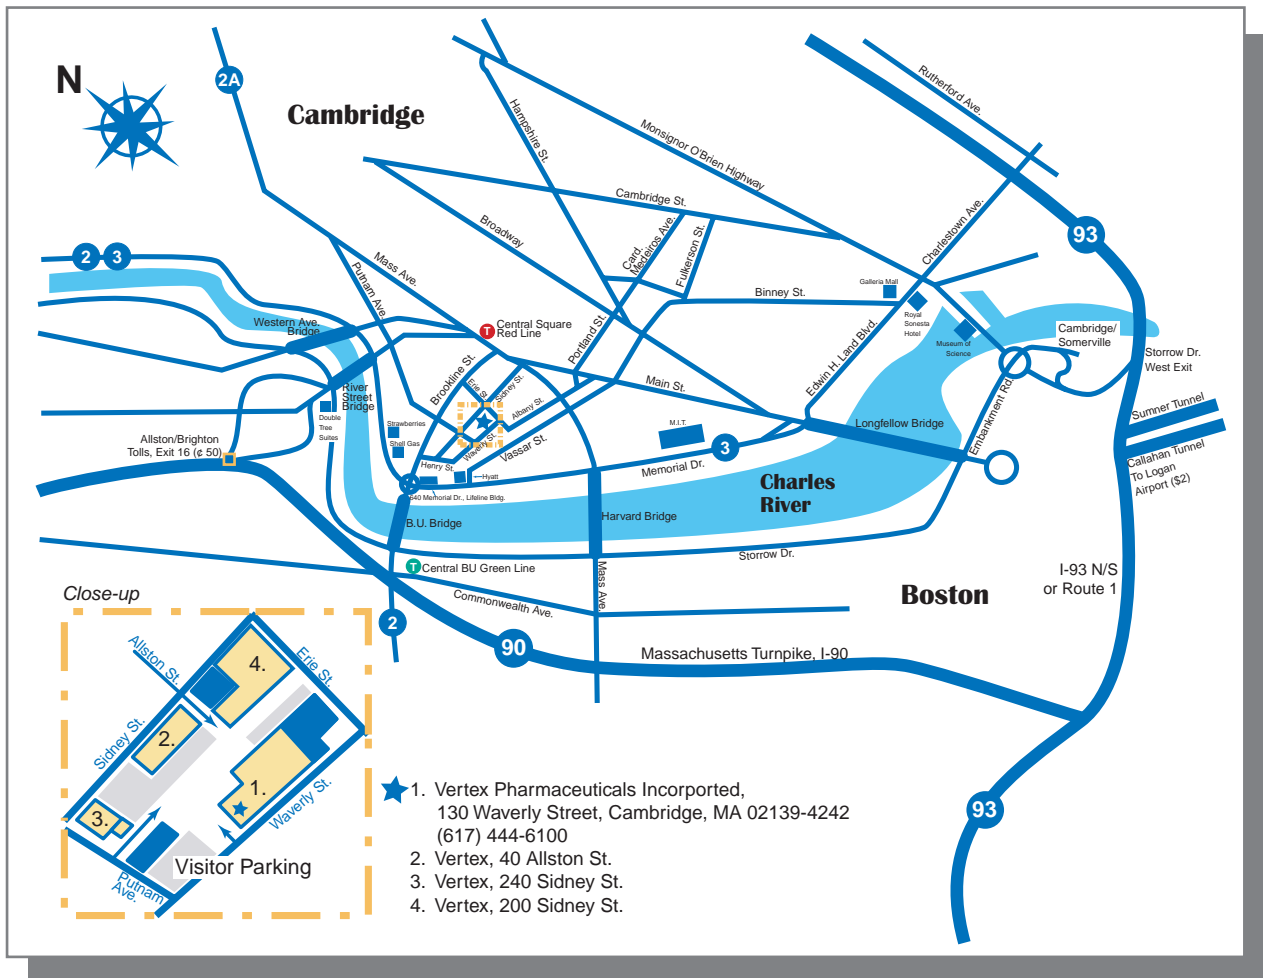 N
2A
Cambridge
Hampshire St.
Monsignor O'Brien Highway
Rutherford Ave.
Cambridge St.
Broadway
Card.
Medeiros Ave.
Fulkerson St.
Charlestown Ave.
93
2
3
Mass Ave.
Putnam Ave.
Binney St.
Galleria Mall
Royal
Sonesta
Hotel
Museum of
Science
Cambridge/
Somerville
Western Ave.
Bridge
T
Central Square
Red Line
Portland St.
Edwin H. Land Blvd.
Storrow Dr.
West Exit
Brookline St.
Erie St.
Sidney St.
Albany St.
Main St.
River
Street
Bridge
Double
Tree
Suites
Strawberries
Shell Gas
Waverly St.
Vassar St.
Henry St.
Hyatt
M.I.T.
3
Memorial Dr.
Longfellow Bridge
Embankment Rd.
Sumner Tunnel
Callahan Tunnel
To Logan
Airport ($2)
Allston/Brighton
Tolls, Exit 16 (¢ 50)
640 Memorial Dr., Lifeline Bldg.
Charles
River
B.U. Bridge
Harvard Bridge
Storrow Dr.
T
Central BU Green Line
Commonwealth Ave.
Mass Ave.
Boston
I-93 N/S
or Route 1
2
90
Massachusetts Turnpike, I-90
93
Close-up
Allston St.
Erie St.
4.
Sidney St.
2.
1.
Waverly St.
3.
Visitor Parking
Putnam
Ave.
1. Vertex Pharmaceuticals Incorporated,
130 Waverly Street, Cambridge, MA 02139-4242
(617) 444-6100
2. Vertex, 40 Allston St.
3. Vertex, 240 Sidney St.
4. Vertex, 200 Sidney St.